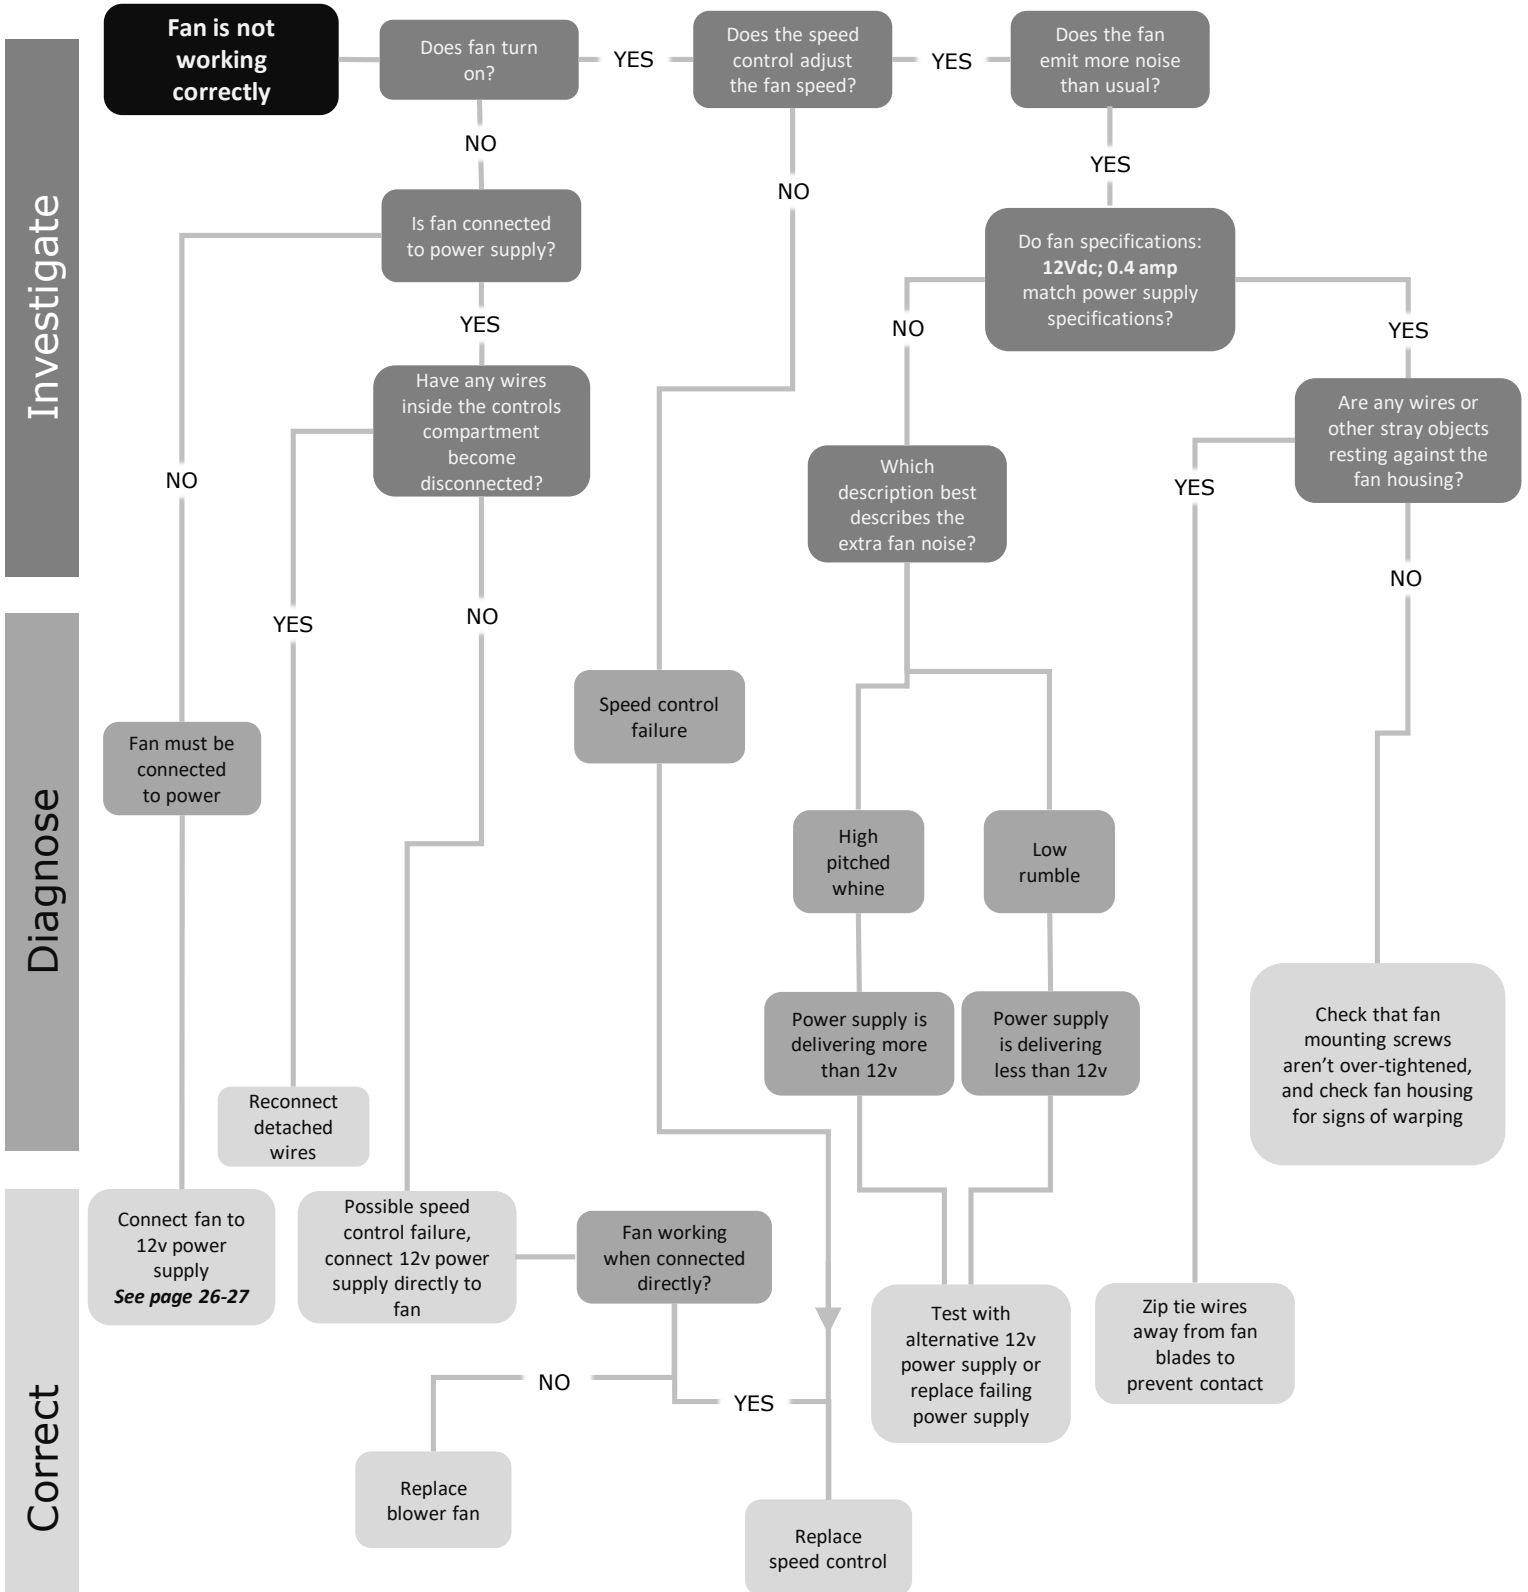 Fan is not
working
correctly
Does fan turn
on?
YES
Does the speed
control adjust
the fan speed?
YES
Does the fan
emit more noise
than usual?
NO
NO
YES
Investigate
Is fan connected
to power supply?
Do fan specifications:
12Vdc; 0.4 amp
match power supply
specifications?
YES
NO
YES
Have any wires
inside the controls
compartment
become
disconnected?
Are any wires or
other stray objects
resting against the
fan housing?
NO
Which
description best
describes the
extra fan noise?
YES
NO
YES
NO
Diagnose
Speed control
failure
Fan must be
connected
to power
High
pitched
whine
Low
rumble
Power supply is
delivering more
than 12v
Power supply
is delivering
less than 12v
Check that fan
mounting screws
aren't over-tightened,
and check fan housing
for signs of warping
Reconnect
detached
wires
Correct
Connect fan to
12v power
supply
See page 26-27
Possible speed
control failure,
connect 12v power
supply directly to
fan
Fan working
when connected
directly?
Test with
alternative 12v
power supply or
replace failing
power supply
Zip tie wires
away from fan
blades to
prevent contact
NO
YES
Replace
blower fan
Replace
speed control